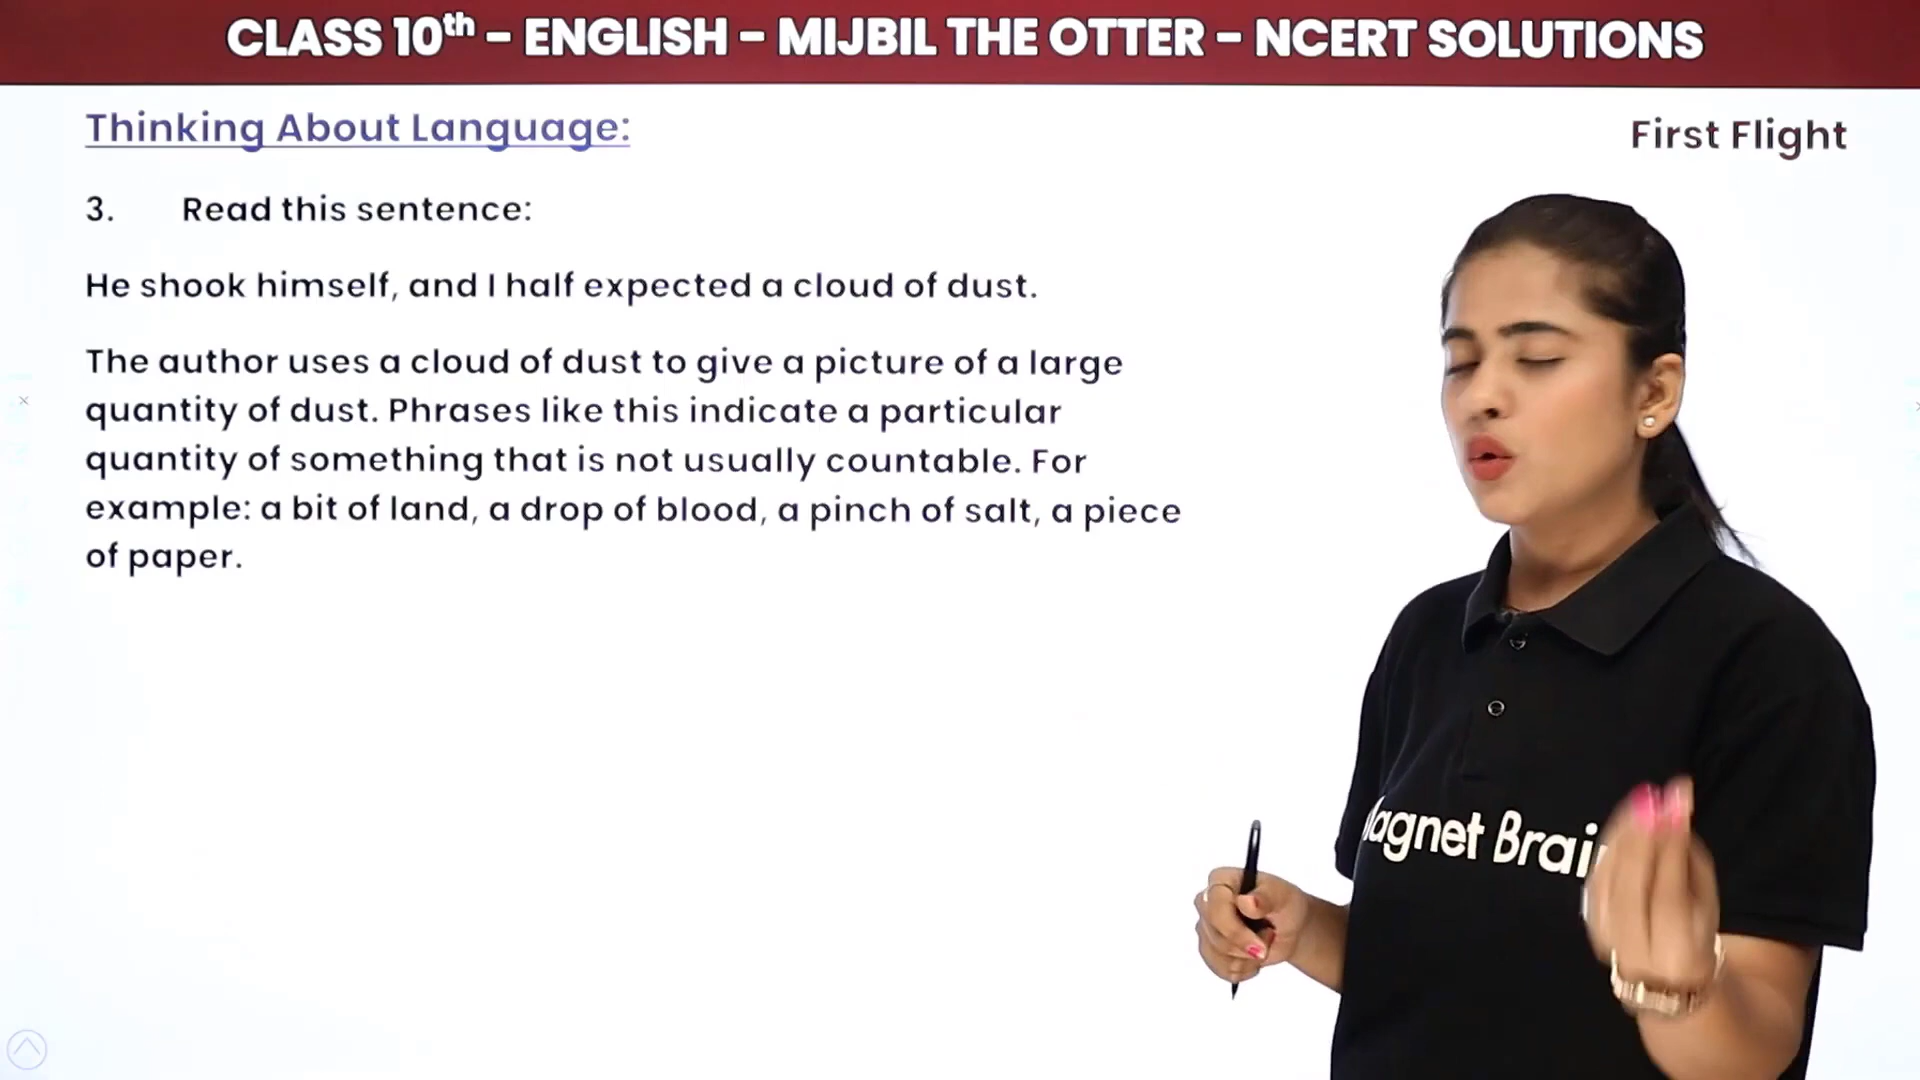 CLASS 10th - ENGLISH - MIJBIL THE OTTER - NCERT SOLUTIONS
Thinking About Language:
First Flight
3. Read this sentence:
He shook himself, and I half expected a cloud of dust.
The author uses a cloud of dust to give a picture of a large
quantity of dust. Phrases like this indicate a particular
quantity of something that is not usually countable. For
example: a bit of land, a drop of blood, a pinch of salt, a piece
of paper.
agnet Brai